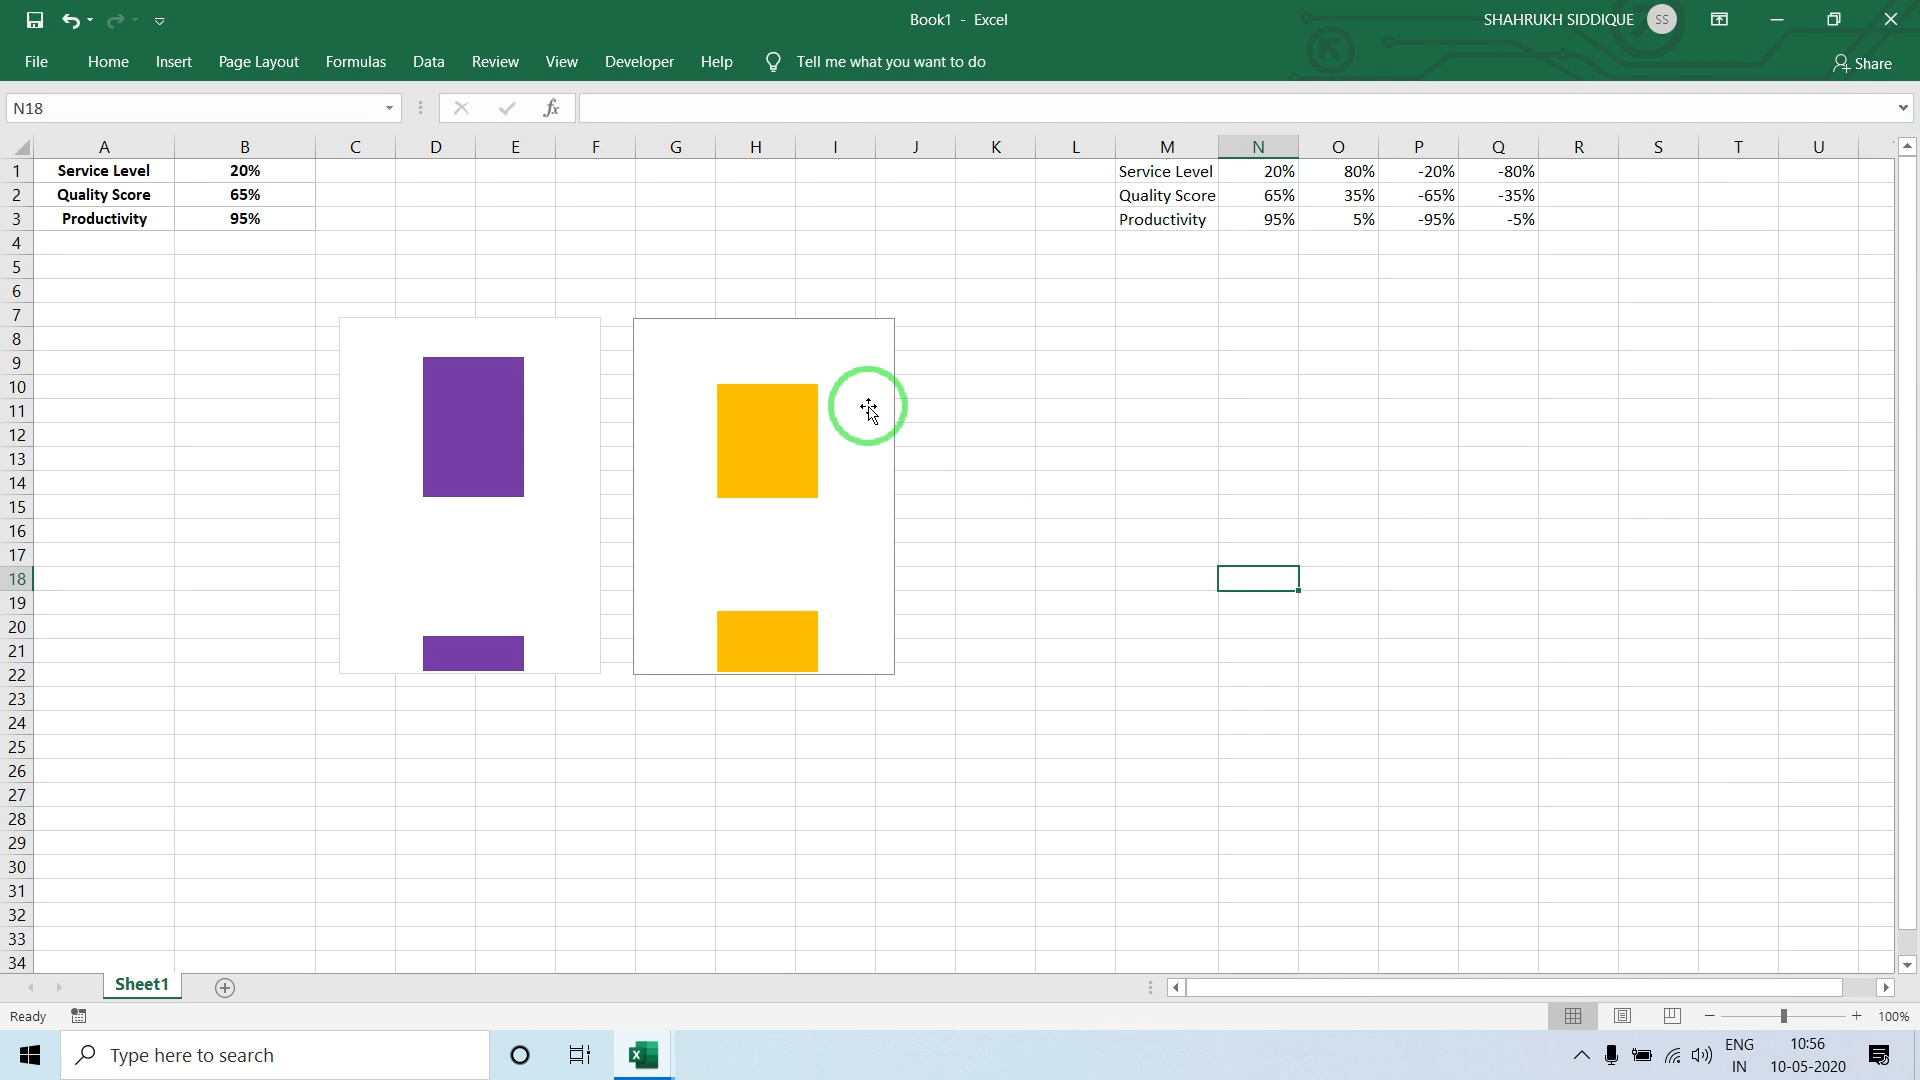 Book1 - Excel
SHAHRUKH SIDDIQUE SS
File Home Insert Page Layout Formulas Data Review View Developer Help Tell me what you want to do
Share
N18 fx
A B C D E F G H I J K L M N O P Q R S T U
1 Service Level 20% Service Level 20% 80% -20% -80%
2 Quality Score 65% Quality Score 65% 35% -65% -35%
3 Productivity 95% Productivity 95% 5% -95% -5%
4
5
6
7
8
9
10
11
12
13
14
15
16
17
18
19
20
21
22
23
24
25
26
27
28
29
30
31
32
33
34
Sheet1
Ready 100%
Type here to search
ENG 10:56
IN 10-05-2020